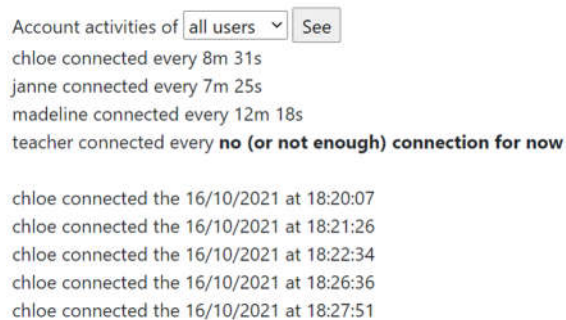 Account activities of all users See
chloe connected every 8m 31s
janne connected every 7m 25s
madeline connected every 12m 18s
teacher connected every no (or not enough) connection for now
chloe connected the 16/10/2021 at 18:20:07
chloe connected the 16/10/2021 at 18:21:26
chloe connected the 16/10/2021 at 18:22:34
chloe connected the 16/10/2021 at 18:26:36
chloe connected the 16/10/2021 at 18:27:51